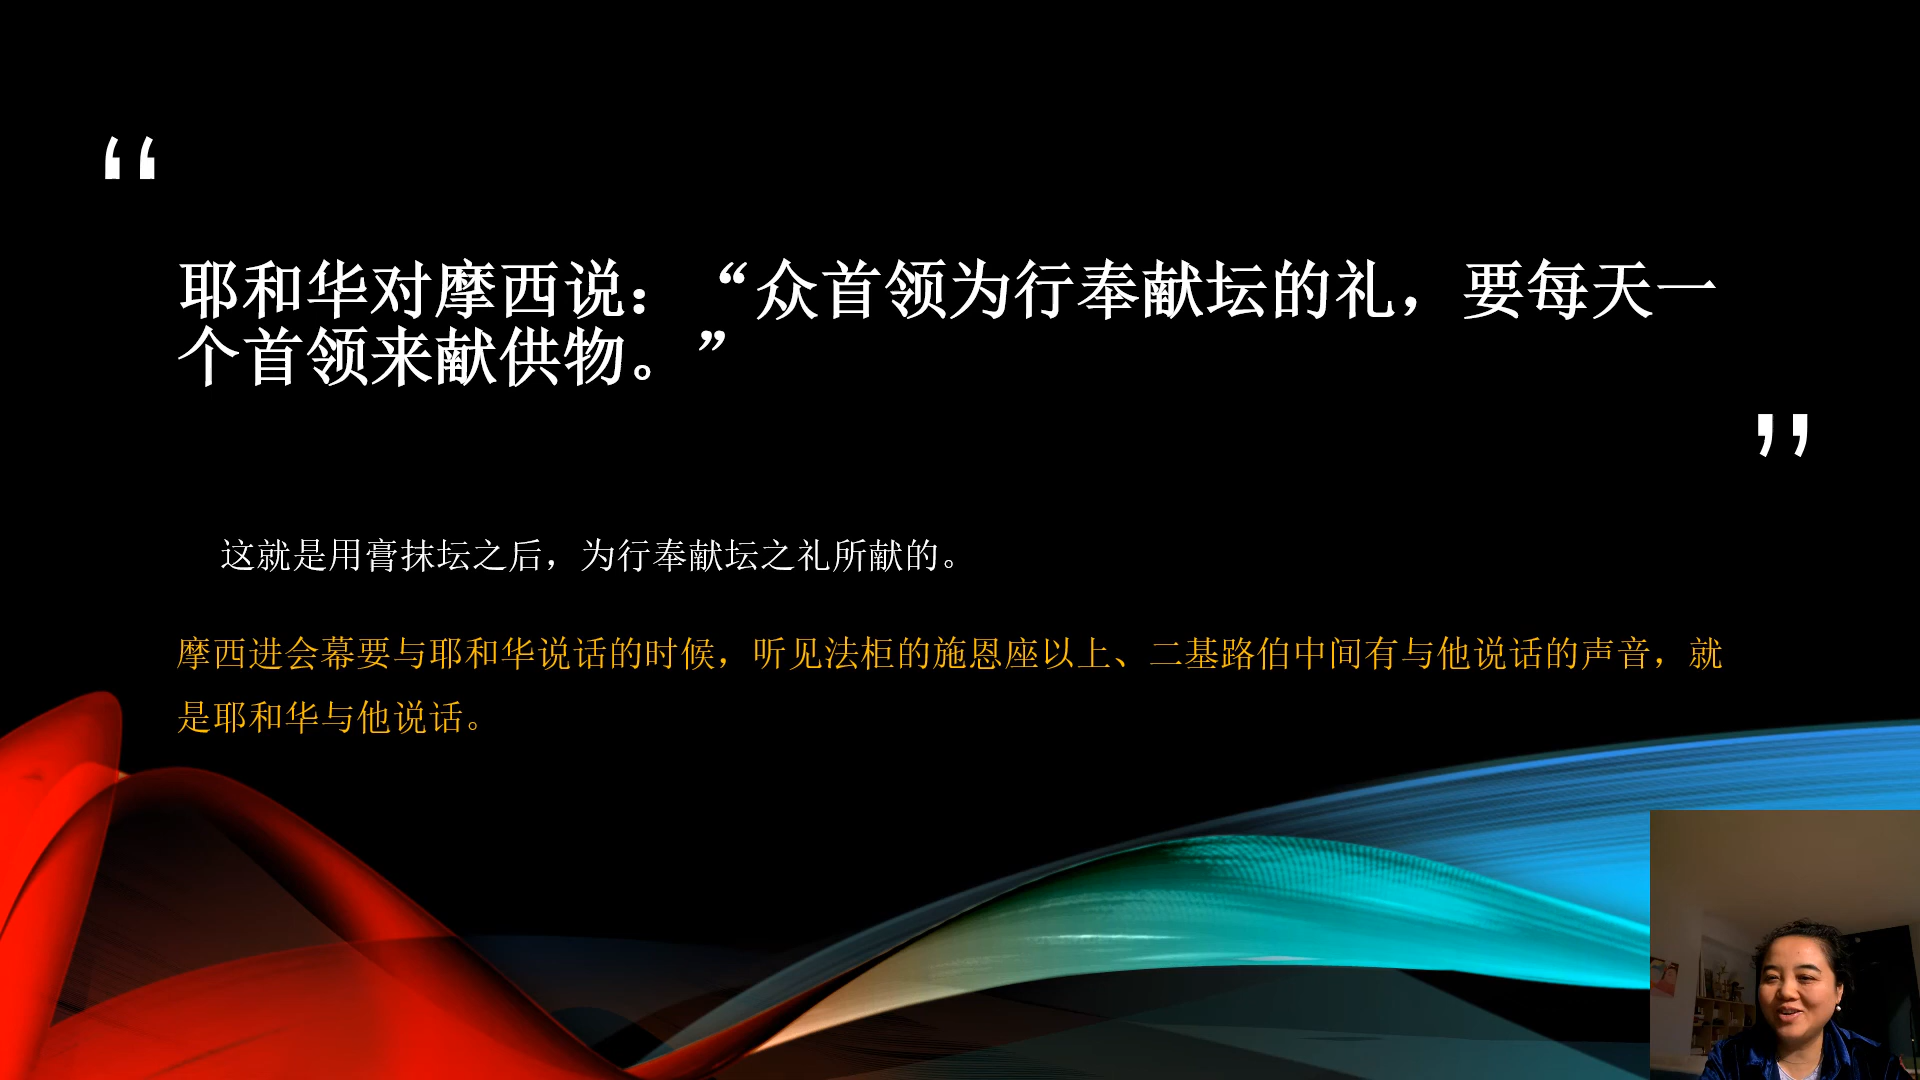 “
耶和华对摩西说：“众首领为行奉献坛的礼，要每天一
个首领来献供物。”
”
这就是用膏抹坛之后，为行奉献坛之礼所献的。
摩西进会幕要与耶和华说话的时候，听见法柜的施恩座以上、二基路伯中间有与他说话的声音，就
是耶和华与他说话。